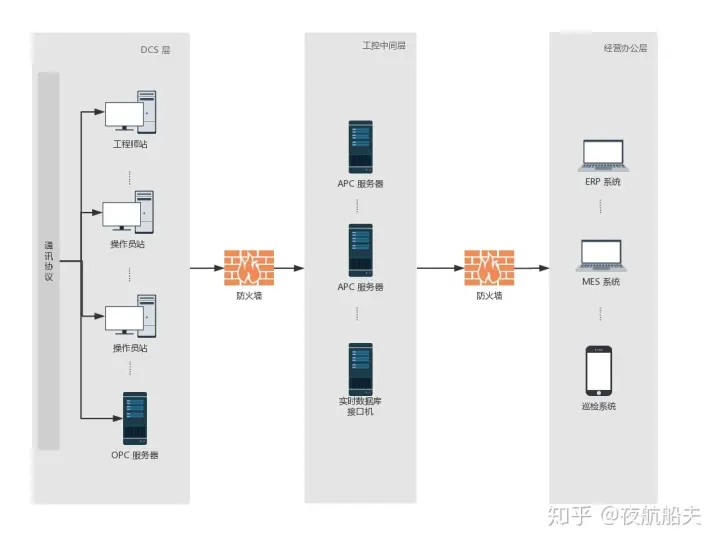 DCS 层
通讯协议
工程师站
操作员站
操作员站
OPC 服务器
防火墙
工控中间层
APC 服务器
APC 服务器
实时数据库
接口机
防火墙
经营办公层
ERP 系统
MES 系统
巡检系统
知乎 @夜航船夫